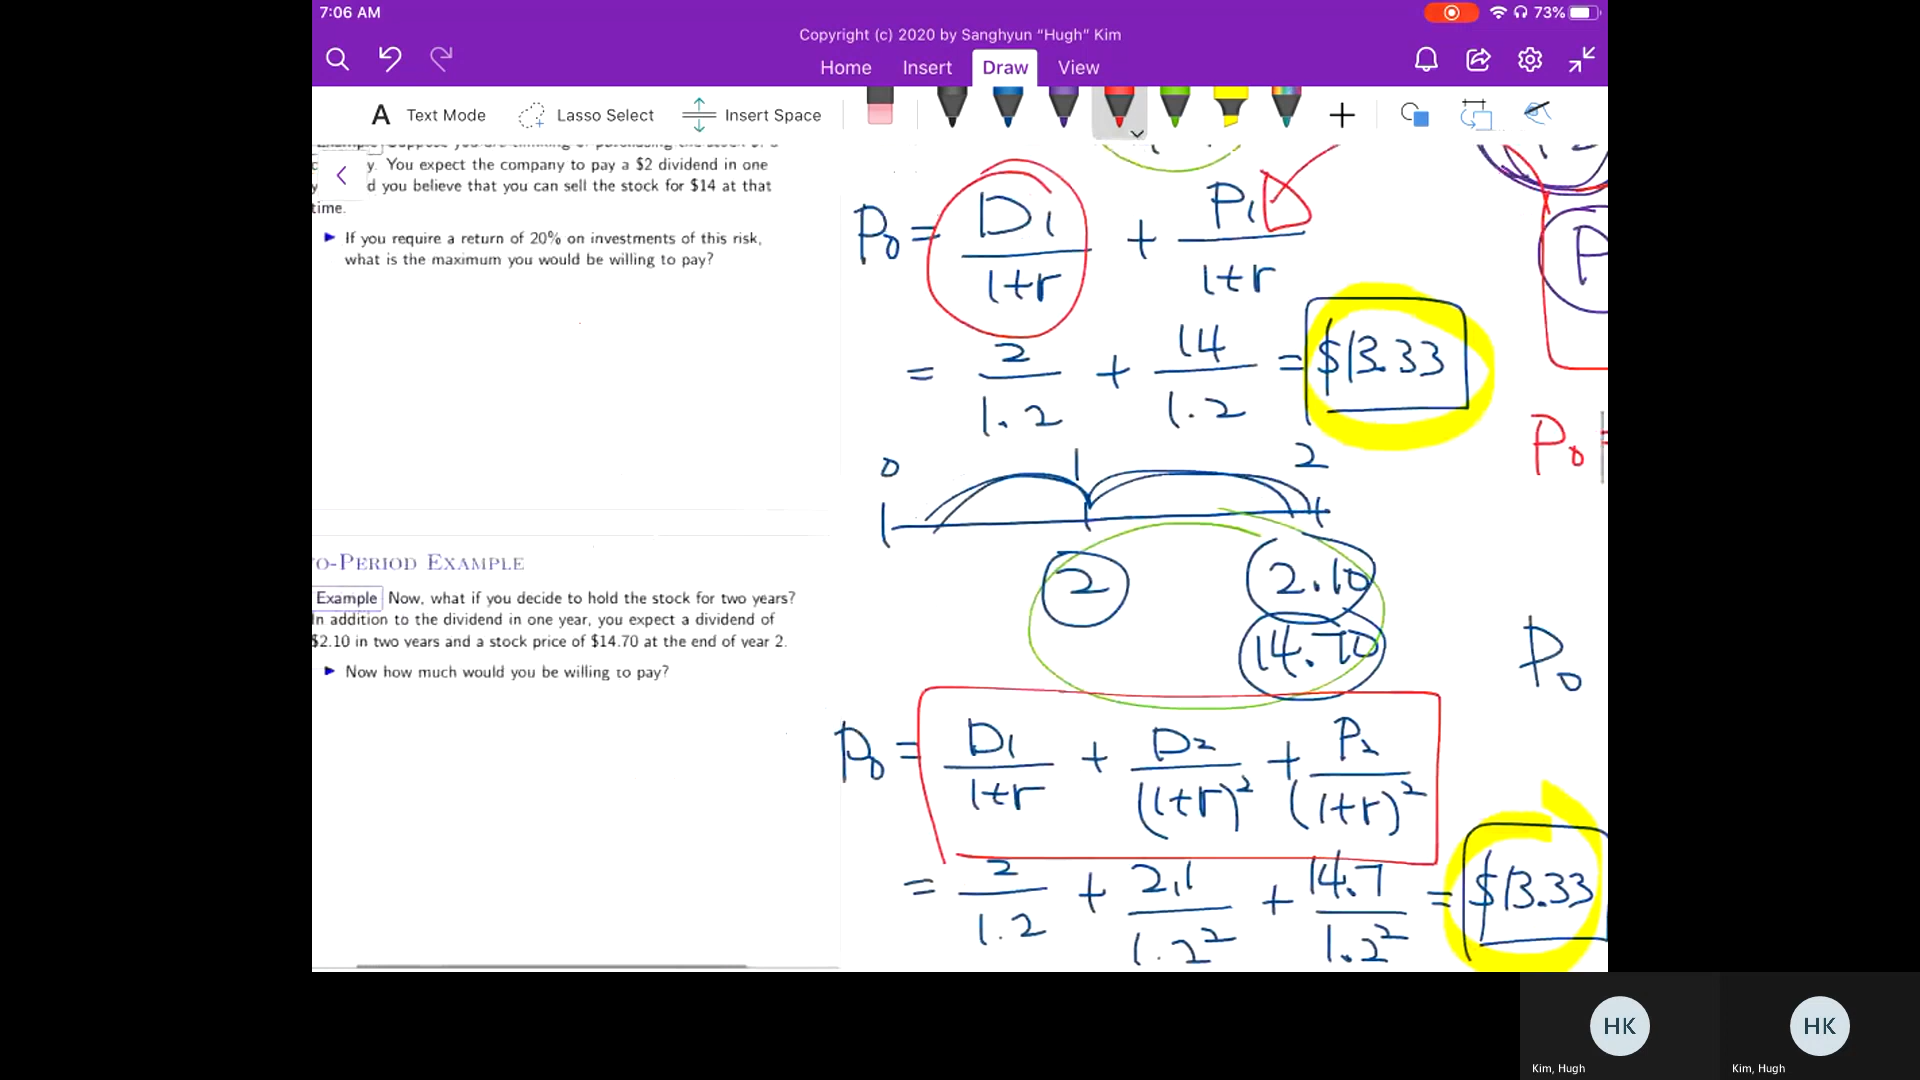 7:06 AM
73%
Copyright (c) 2020 by Sanghyun “Hugh” Kim
Home Insert Draw View
A Text Mode Lasso Select Insert Space
y. You expect the company to pay a $2 dividend in one
d you believe that you can sell the stock for $14 at that
time.
If you require a return of 20% on investments of this risk,
what is the maximum you would be willing to pay?
O-PERIOD EXAMPLE
Example Now, what if you decide to hold the stock for two years?
In addition to the dividend in one year, you expect a dividend of
$2.10 in two years and a stock price of $14.70 at the end of year 2.
Now how much would you be willing to pay?
P0 = D1/1+r + P1/1+r
= 2/1.2 + 14/1.2 = $13.33
0 1 2
2 2.10
14.70
P0 = D1/1+r + D2/(1+r)² + P2/(1+r)²
= 2/1.2 + 2.1/1.2² + 14.7/1.2² = $13.33
P
P0 =
P0
HK HK
Kim, Hugh Kim, Hugh